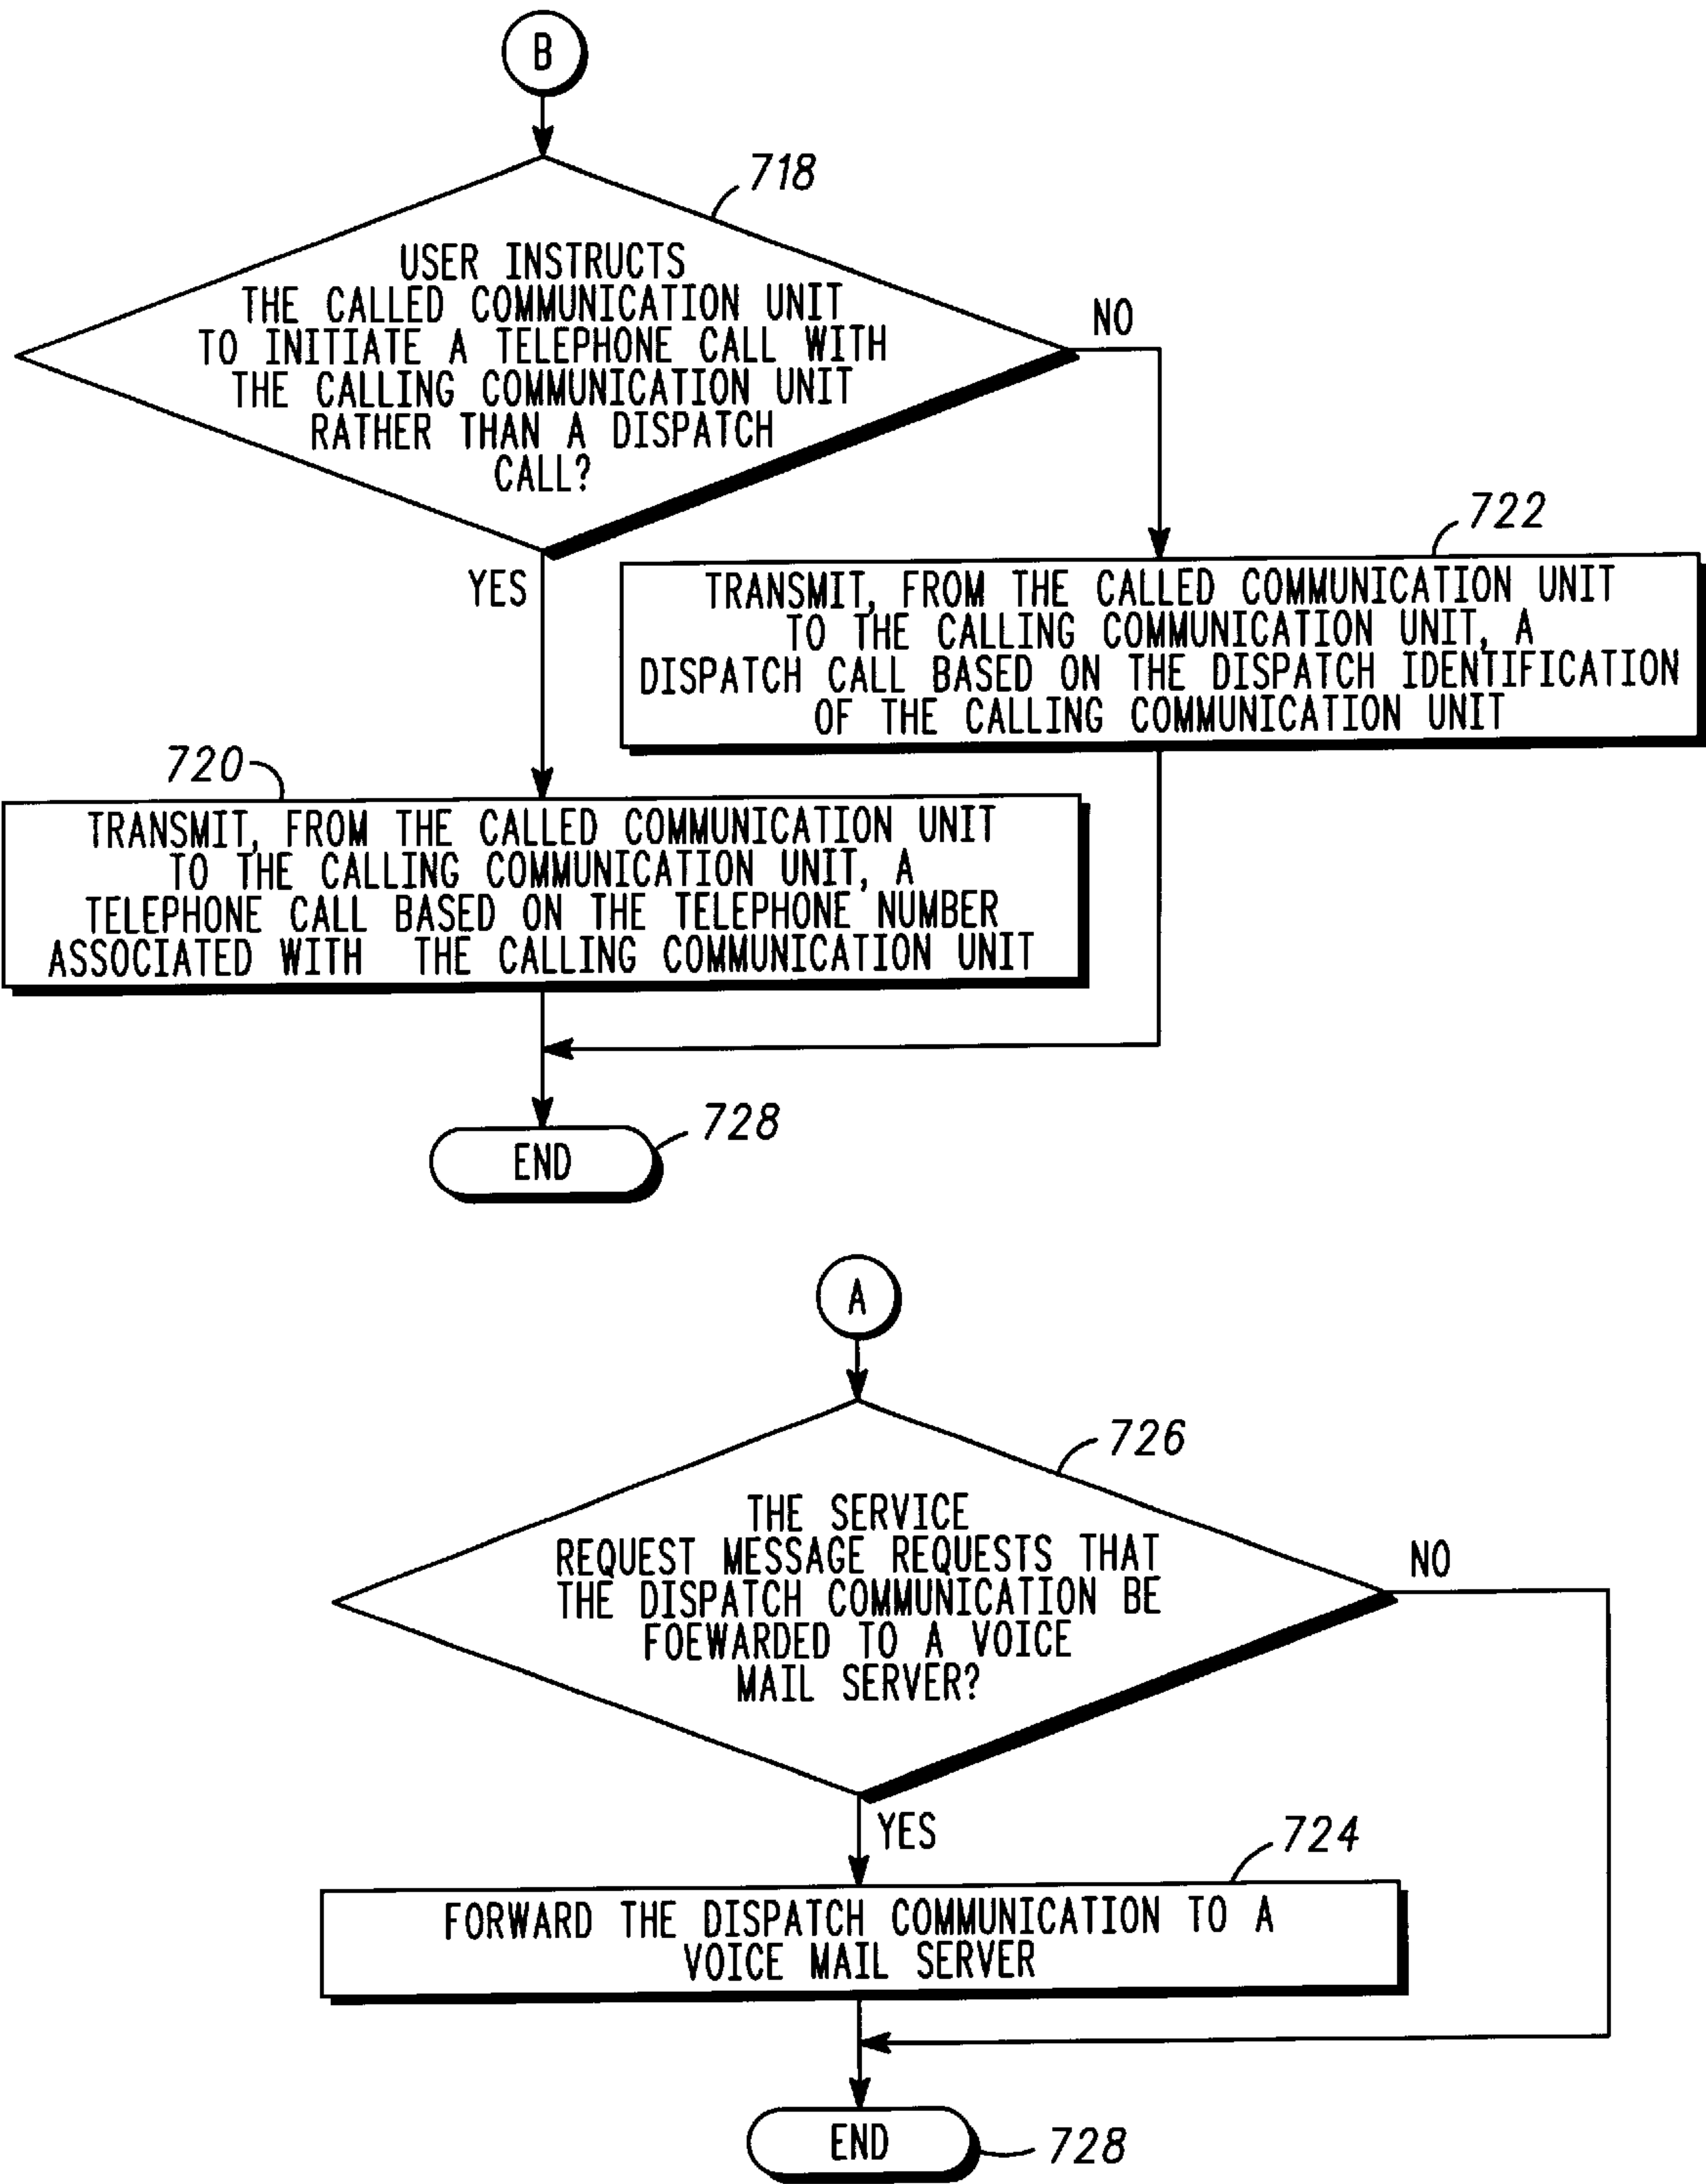 B
718
USER INSTRUCTS
THE CALLED COMMUNICATION UNIT
TO INITIATE A TELEPHONE CALL WITH
THE CALLING COMMUNICATION UNIT
RATHER THAN A DISPATCH
CALL?
NO
YES
722
TRANSMIT, FROM THE CALLED COMMUNICATION UNIT
TO THE CALLING COMMUNICATION UNIT, A
DISPATCH CALL BASED ON THE DISPATCH IDENTIFICATION
OF THE CALLING COMMUNICATION UNIT
720
TRANSMIT, FROM THE CALLED COMMUNICATION UNIT
TO THE CALLING COMMUNICATION UNIT, A
TELEPHONE CALL BASED ON THE TELEPHONE NUMBER
ASSOCIATED WITH THE CALLING COMMUNICATION UNIT
END
728
A
726
THE SERVICE
REQUEST MESSAGE REQUESTS THAT
THE DISPATCH COMMUNICATION BE
FOEWARDED TO A VOICE
MAIL SERVER?
NO
YES
724
FORWARD THE DISPATCH COMMUNICATION TO A
VOICE MAIL SERVER
END
728